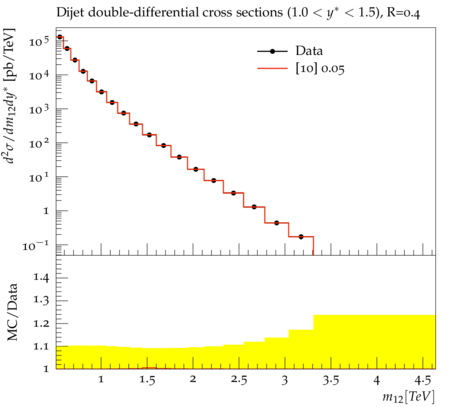 Dijet double-differential cross sections (1.0 < y* < 1.5), R=0.4
d²σ/dm₁₂dy* [pb/TeV]
10⁵
10⁴
10³
10²
10¹
1
10⁻¹
Data
[10] 0.05
MC/Data
1.4
1.3
1.2
1.1
1
1 1.5 2 2.5 3 3.5 4 4.5
m₁₂[TeV]